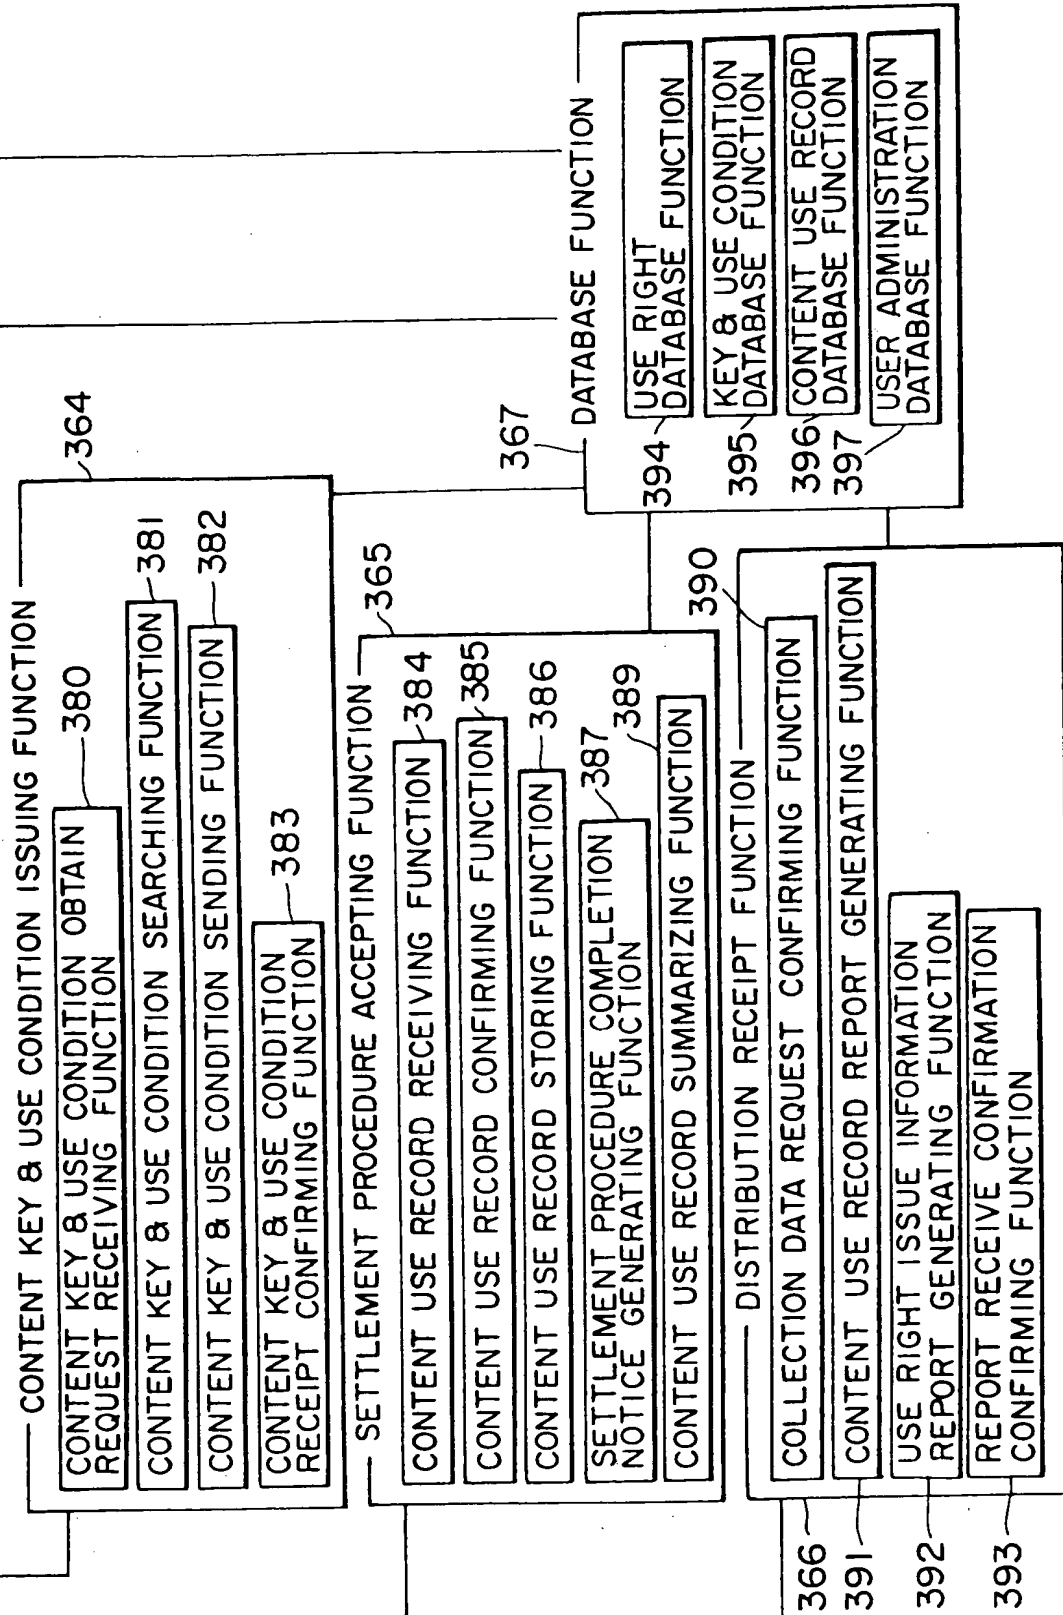 CONTENT KEY & USE CONDITION ISSUING FUNCTION
364
CONTENT KEY & USE CONDITION OBTAIN
REQUEST RECEIVING FUNCTION
380
CONTENT KEY & USE CONDITION SEARCHING FUNCTION
381
CONTENT KEY & USE CONDITION SENDING FUNCTION
382
CONTENT KEY & USE CONDITION
RECEIPT CONFIRMING FUNCTION
383
SETTLEMENT PROCEDURE ACCEPTING FUNCTION
365
CONTENT USE RECORD RECEIVING FUNCTION
384
CONTENT USE RECORD CONFIRMING FUNCTION
385
CONTENT USE RECORD STORING FUNCTION
386
SETTLEMENT PROCEDURE COMPLETION
NOTICE GENERATING FUNCTION
387
CONTENT USE RECORD SUMMARIZING FUNCTION
389
DISTRIBUTION RECEIPT FUNCTION
366
COLLECTION DATA REQUEST CONFIRMING FUNCTION
390
CONTENT USE RECORD REPORT GENERATING FUNCTION
391
USE RIGHT ISSUE INFORMATION
REPORT GENERATING FUNCTION
392
REPORT RECEIVE CONFIRMATION
CONFIRMING FUNCTION
393
DATABASE FUNCTION
367
USE RIGHT
DATABASE FUNCTION
394
KEY & USE CONDITION
DATABASE FUNCTION
395
CONTENT USE RECORD
DATABASE FUNCTION
396
USER ADMINISTRATION
DATABASE FUNCTION
397